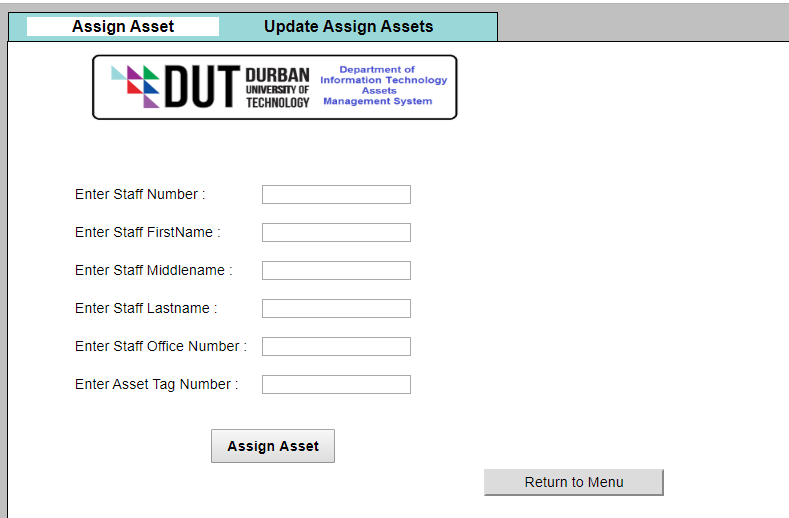 Assign Asset
Update Assign Assets
DUT
DURBAN
UNIVERSITY OF
TECHNOLOGY
Department of
Information Technology
Assets
Management System
Enter Staff Number :
Enter Staff FirstName :
Enter Staff Middlename :
Enter Staff Lastname :
Enter Staff Office Number :
Enter Asset Tag Number :
Assign Asset
Return to Menu